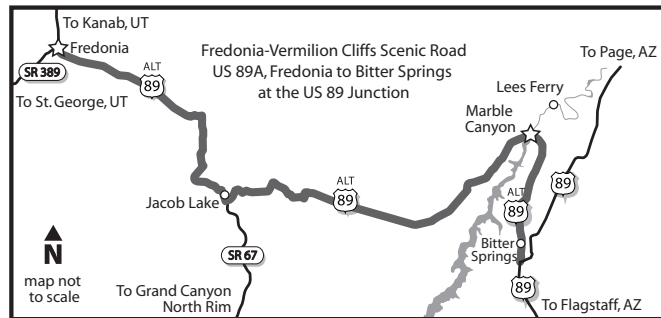 To Kanab, UT
Fredonia
SR 389
To St. George, UT
ALT
89
Fredonia-Vermilion Cliffs Scenic Road
US 89A, Fredonia to Bitter Springs
at the US 89 Junction
To Page, AZ
Lees Ferry
Marble
Canyon
Jacob Lake
ALT
89
ALT
89
89
Bitter
Springs
SR 67
N
map not
to scale
To Grand Canyon
North Rim
89
To Flagstaff, AZ